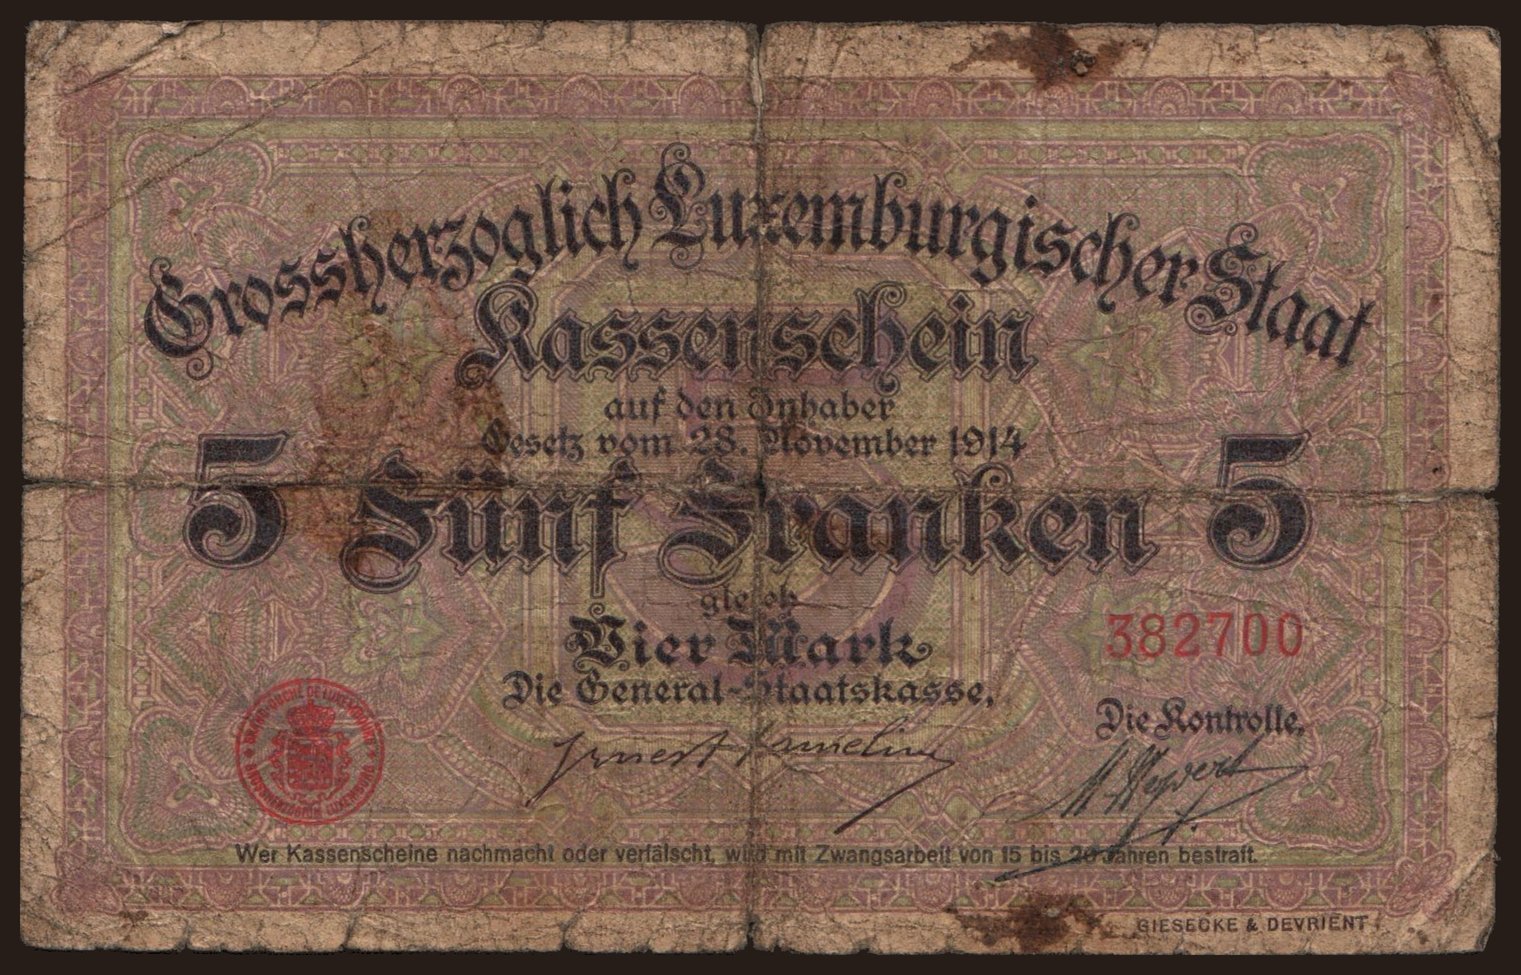 Grossherzoglich Luxemburgischer Staat
Kassenschein
auf den Inhaber
Gesetz vom 28. November 1914
5 Fünf Franken 5
gleich
Vier Mark
382700
Die General-Staatskasse,
Die Kontrolle,
Ernest Hamelin
Wer Kassenscheine nachmacht oder verfälscht, wird mit Zwangsarbeit von 15 bis 20 Jahren bestraft.
GIESECKE & DEVRIENT